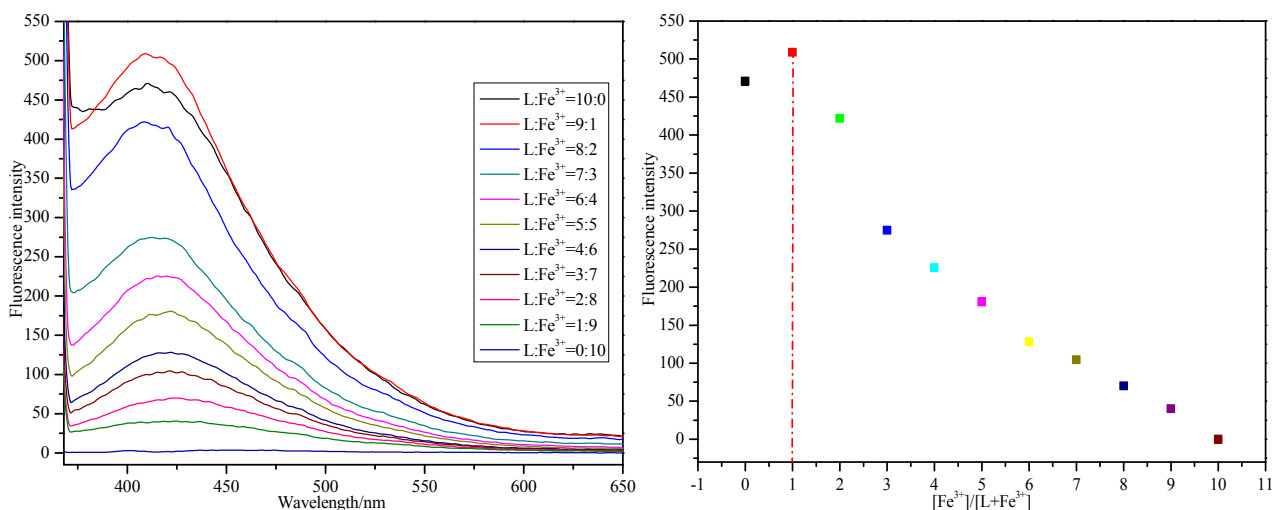 550
500
450
400
350
300
250
200
150
100
50
0
Fluorescence intensity
400
450
500
550
600
650
Wavelength/nm
L:Fe³⁺=10:0
L:Fe³⁺=9:1
L:Fe³⁺=8:2
L:Fe³⁺=7:3
L:Fe³⁺=6:4
L:Fe³⁺=5:5
L:Fe³⁺=4:6
L:Fe³⁺=3:7
L:Fe³⁺=2:8
L:Fe³⁺=1:9
L:Fe³⁺=0:10
550
500
450
400
350
300
250
200
150
100
50
0
Fluorescence intensity
-1
0
1
2
3
4
5
6
7
8
9
10
11
[Fe³⁺]/[L+Fe³⁺]